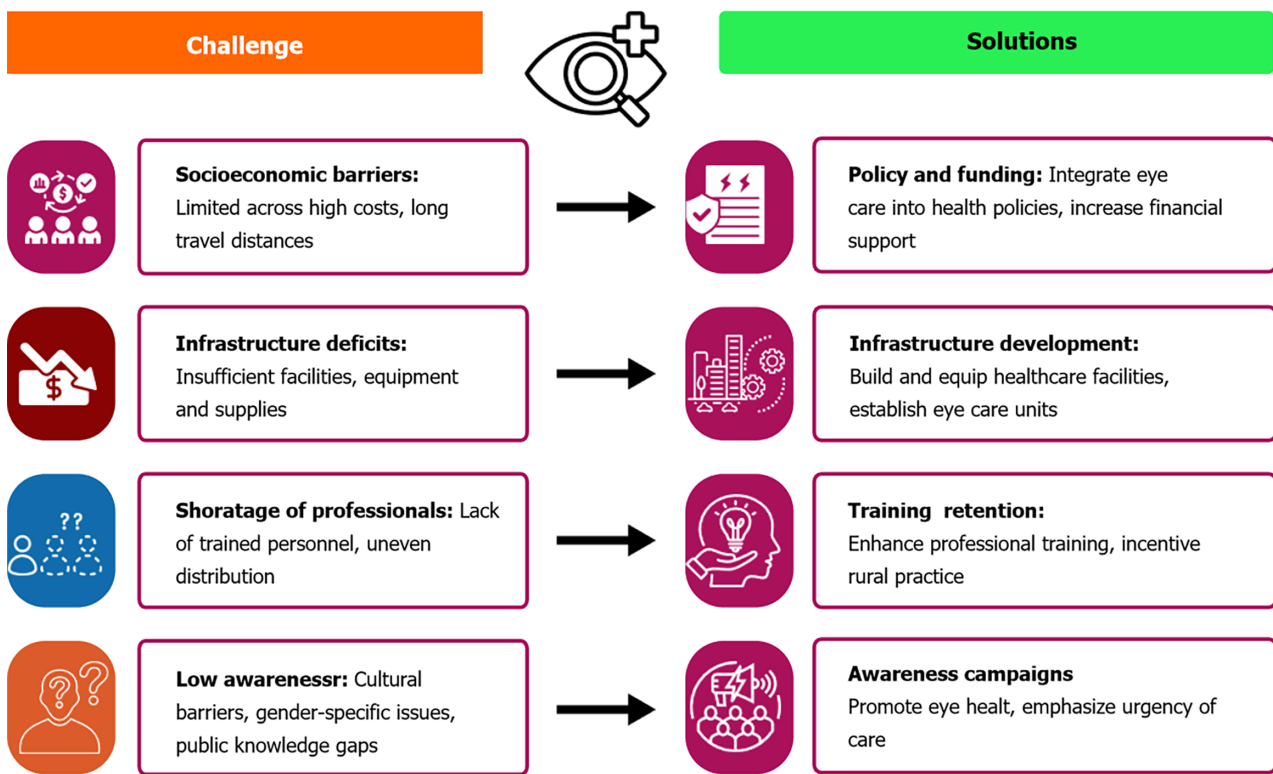 Challenge
Solutions
Socioeconomic barriers:
Limited across high costs, long
travel distances
Policy and funding: Integrate eye
care into health policies, increase financial
support
Infrastructure deficits:
Insufficient facilities, equipment
and supplies
Infrastructure development:
Build and equip healthcare facilities,
establish eye care units
??
Shoratage of professionals: Lack
of trained personnel, uneven
distribution
Training retention:
Enhance professional training, incentive
rural practice
Low awarenessr: Cultural
barriers, gender-specific issues,
public knowledge gaps
Awareness campaigns
Promote eye healt, emphasize urgency of
care